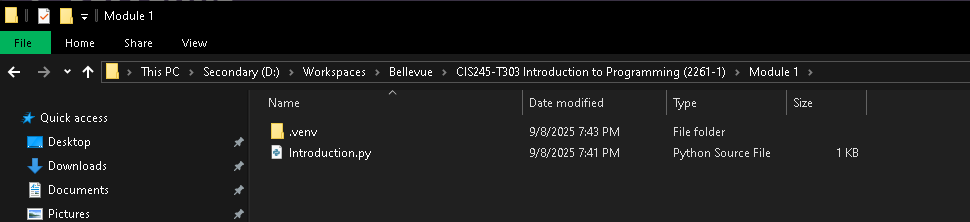 Module 1
File Home Share View
This PC Secondary (D:) Workspaces Bellevue CIS245-T303 Introduction to Programming (2261-1) Module 1
Name Date modified Type Size
Quick access
.venv 9/8/2025 7:43 PM File folder
Desktop
Introduction.py 9/8/2025 7:41 PM Python Source File 1 KB
Downloads
Documents
Pictures